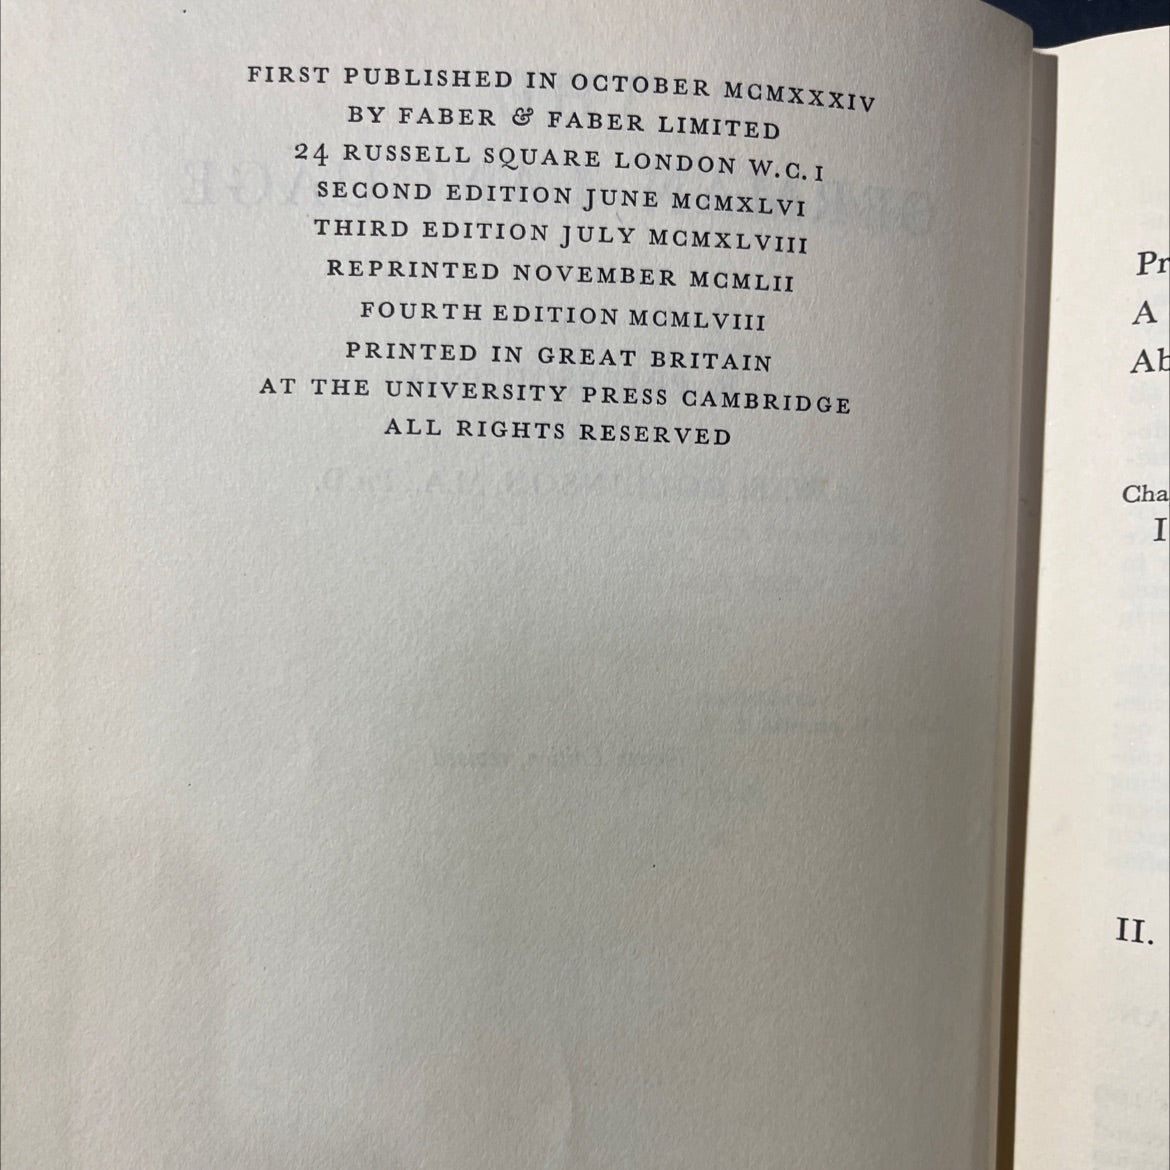 FIRST PUBLISHED IN OCTOBER MCMXXXIV
BY FABER & FABER LIMITED
24 RUSSELL SQUARE LONDON W.C.I
SECOND EDITION JUNE MCMXLVI
THIRD EDITION JULY MCMXLVIII
REPRINTED NOVEMBER MCMLII
FOURTH EDITION MCMLVIII
PRINTED IN GREAT BRITAIN
AT THE UNIVERSITY PRESS CAMBRIDGE
ALL RIGHTS RESERVED
Pr
A
Ab
Cha
I
II.